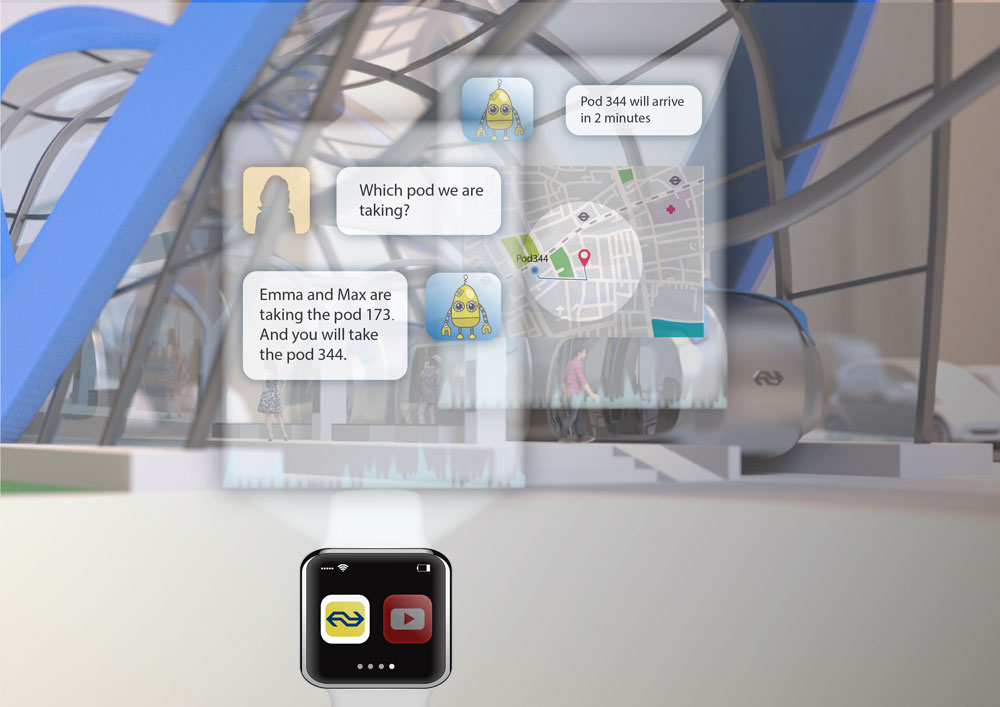 Pod 344 will arrive
in 2 minutes
Which pod we are
taking?
Pod344
Emma and Max are
taking the pod 173.
And you will take
the pod 344.